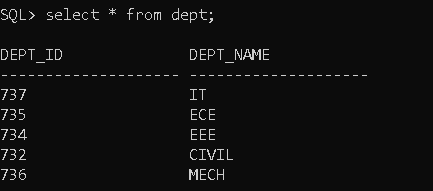 SQL> select * from dept;
DEPT_ID DEPT_NAME
-------------------- --------------------
737 IT
735 ECE
734 EEE
732 CIVIL
736 MECH